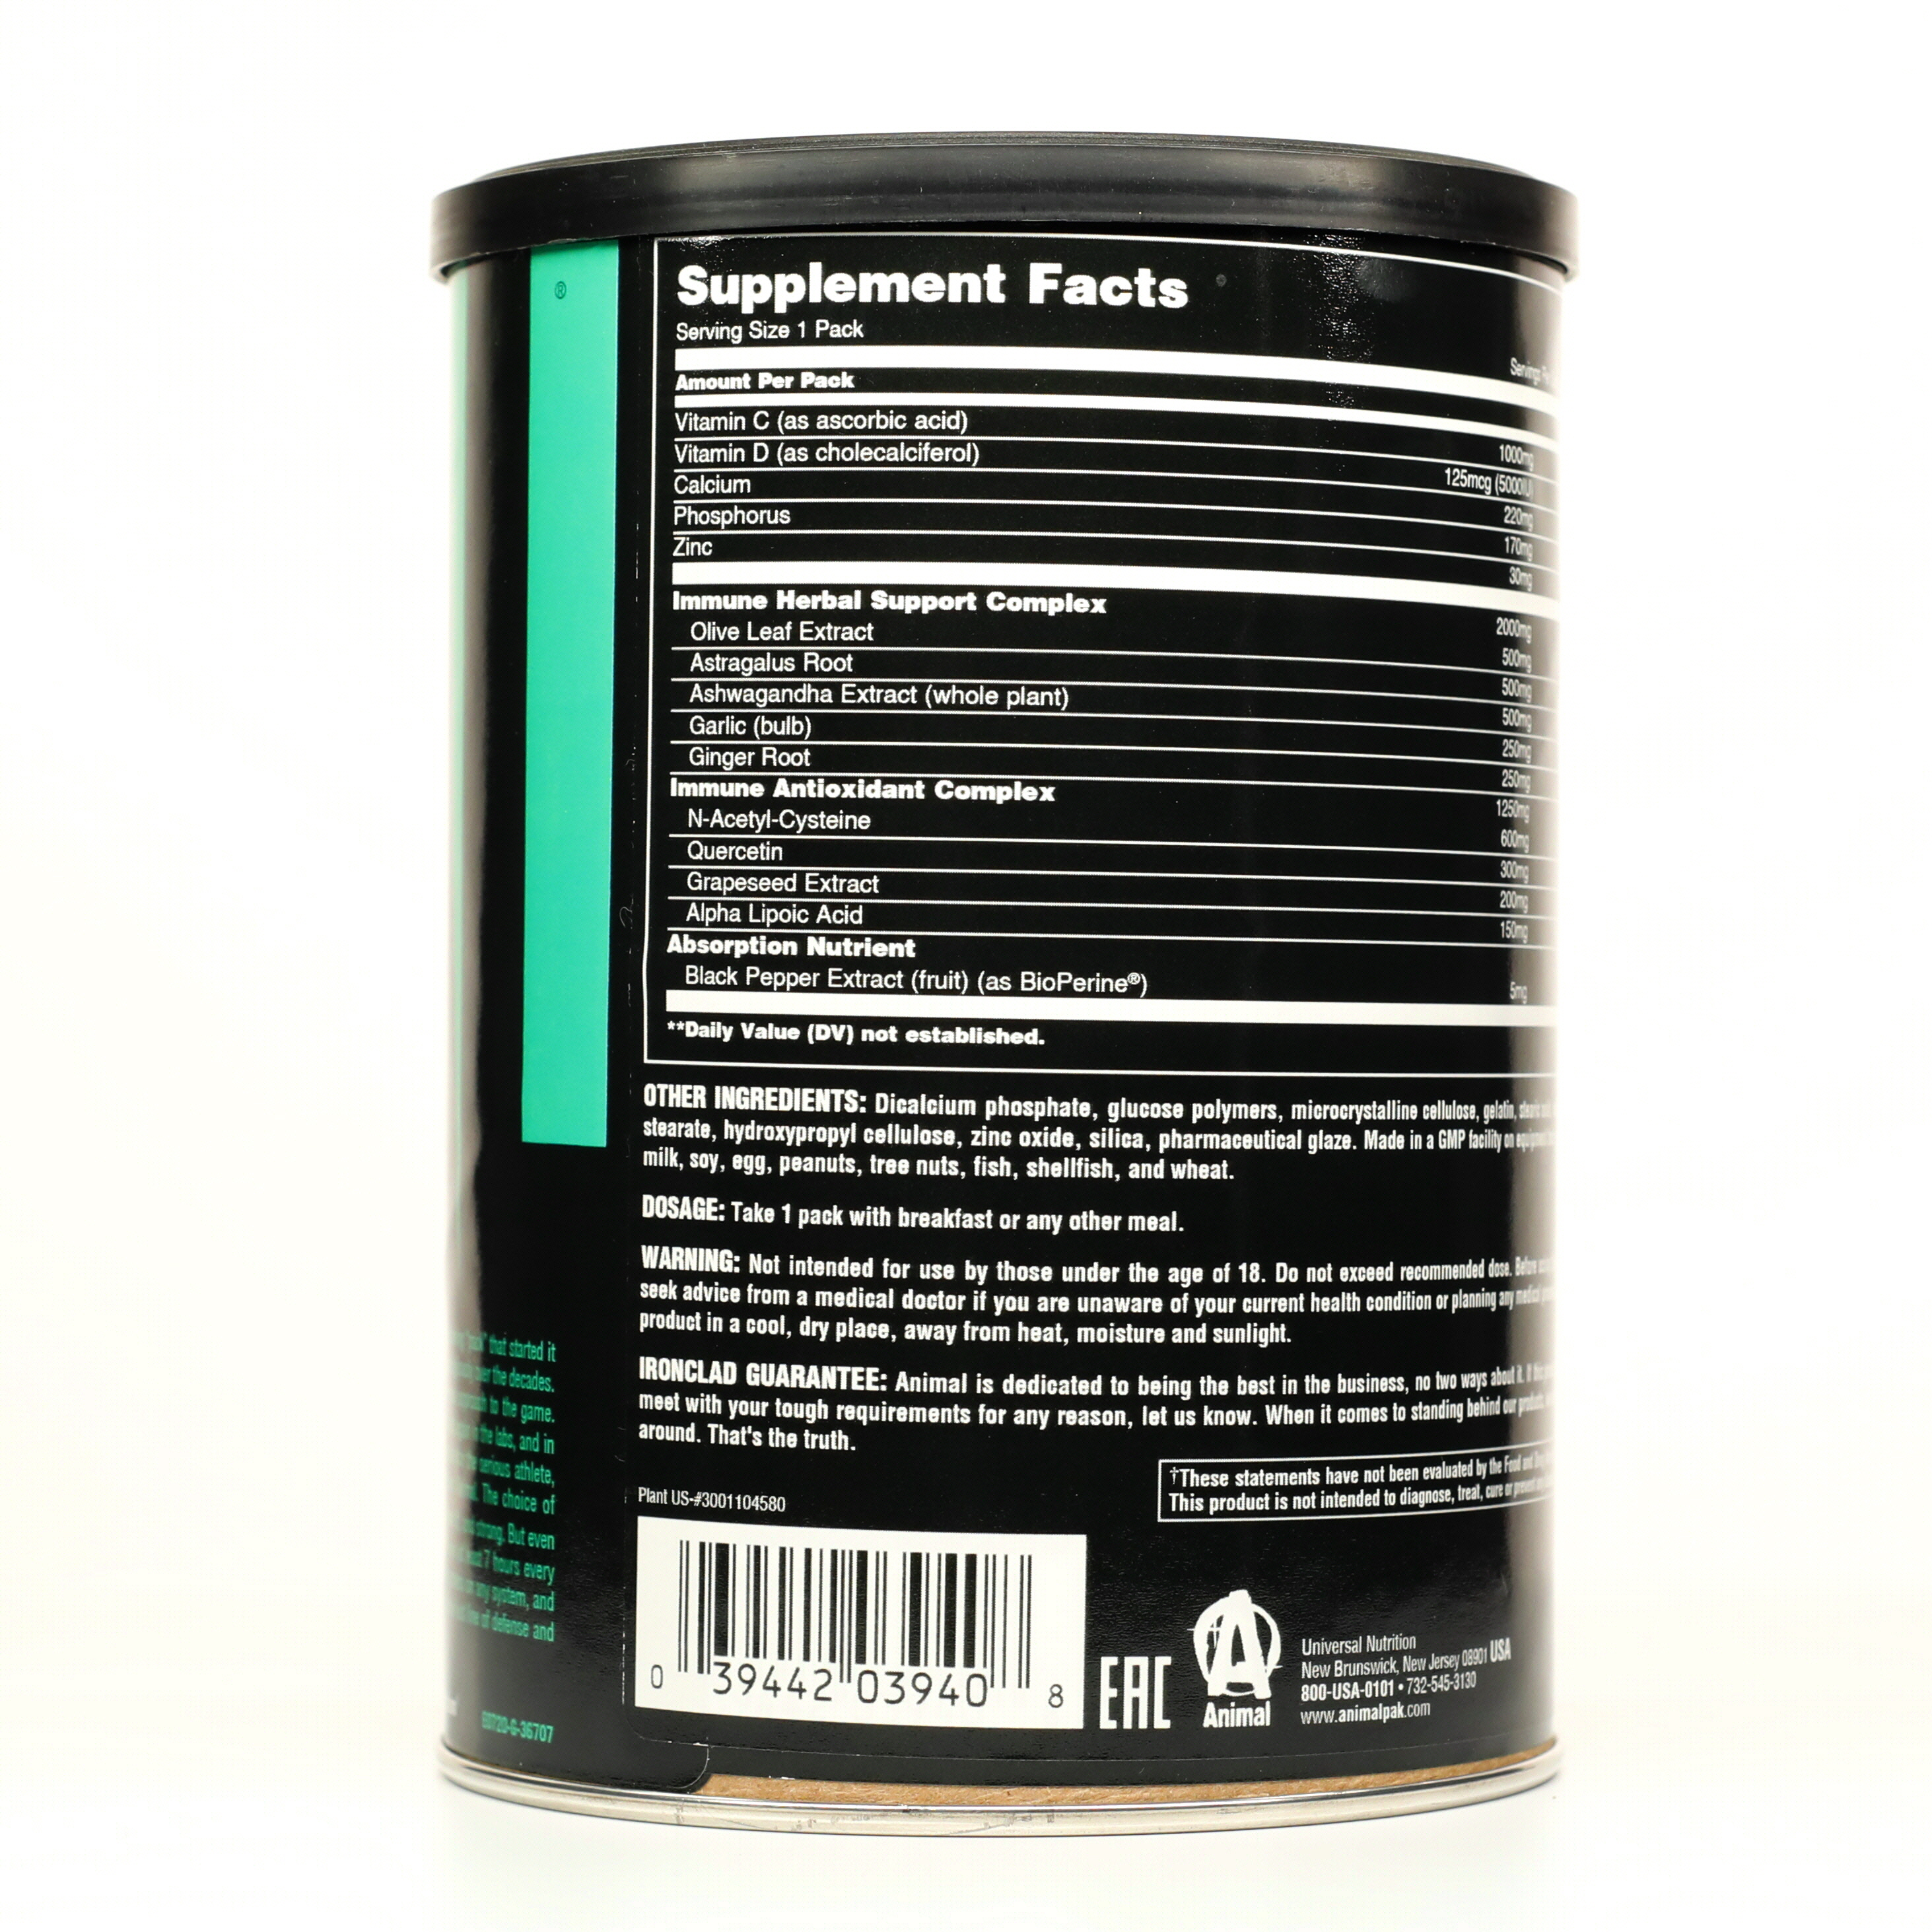 ®
Supplement Facts
Serving Size 1 Pack
Amount Per Pack
Vitamin C (as ascorbic acid) 1000mg
Vitamin D (as cholecalciferol) 125mcg (5000IU)
Calcium 220mg
Phosphorus 170mg
Zinc 30mg
Immune Herbal Support Complex 2000mg
Olive Leaf Extract 500mg
Astragalus Root 500mg
Ashwagandha Extract (whole plant) 500mg
Garlic (bulb) 250mg
Ginger Root 250mg
Immune Antioxidant Complex 1250mg
N-Acetyl-Cysteine 600mg
Quercetin 300mg
Grapeseed Extract 200mg
Alpha Lipoic Acid 150mg
Absorption Nutrient
Black Pepper Extract (fruit) (as BioPerine®) 5mg
**Daily Value (DV) not established.
OTHER INGREDIENTS: Dicalcium phosphate, glucose polymers, microcrystalline cellulose, gelatin, stearic acid,
stearate, hydroxypropyl cellulose, zinc oxide, silica, pharmaceutical glaze. Made in a GMP facility on equipment
milk, soy, egg, peanuts, tree nuts, fish, shellfish, and wheat.
DOSAGE: Take 1 pack with breakfast or any other meal.
WARNING: Not intended for use by those under the age of 18. Do not exceed recommended dose. Before
seek advice from a medical doctor if you are unaware of your current health condition or planning any medical
product in a cool, dry place, away from heat, moisture and sunlight.
IRONCLAD GUARANTEE: Animal is dedicated to being the best in the business, no two ways about it. If this
meet with your tough requirements for any reason, let us know. When it comes to standing behind our products,
around. That's the truth.
†These statements have not been evaluated by the Food and
This product is not intended to diagnose, treat, cure or prevent
Plant US-#3001104580
0 39442 03940 8
EAC
Animal
Universal Nutrition
New Brunswick, New Jersey 08901 USA
800-USA-0101 • 732-545-3130
www.animalpak.com
"pack" that started it
over the decades.
to the game.
the labs, and in
serious athlete,
The choice of
strong. But even
7 hours every
any system, and
of defense and